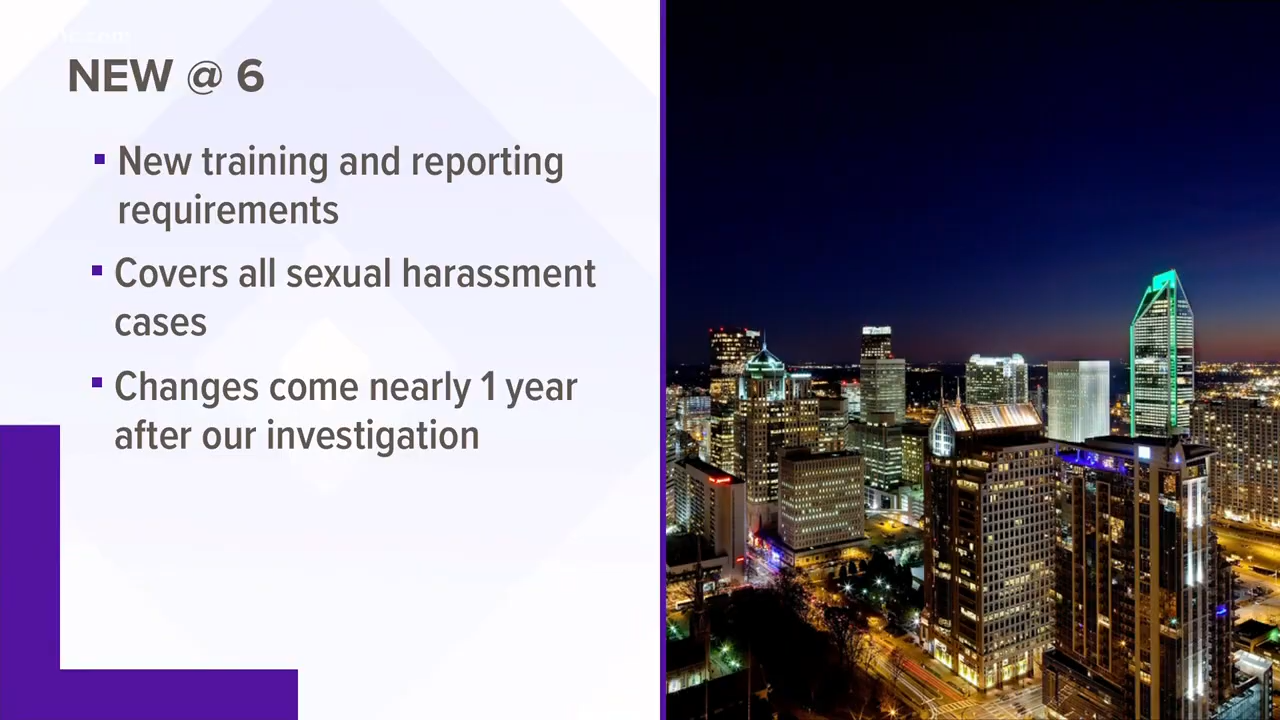 NEW @ 6
▪ New training and reporting
requirements
▪ Covers all sexual harassment
cases
▪ Changes come nearly 1 year
after our investigation